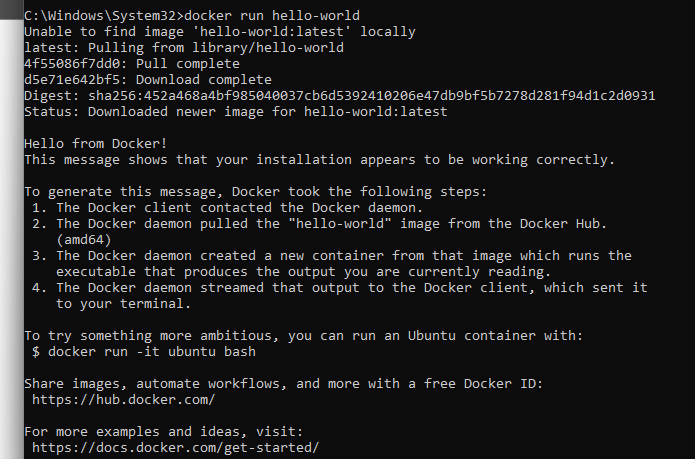 C:\Windows\System32>docker run hello-world
Unable to find image 'hello-world:latest' locally
latest: Pulling from library/hello-world
4f55086f7dd0: Pull complete
d5e71e642bf5: Download complete
Digest: sha256:452a468a4bf985040037cb6d5392410206e47db9bf5b7278d281f94d1c2d0931
Status: Downloaded newer image for hello-world:latest

Hello from Docker!
This message shows that your installation appears to be working correctly.

To generate this message, Docker took the following steps:
 1. The Docker client contacted the Docker daemon.
 2. The Docker daemon pulled the "hello-world" image from the Docker Hub.
    (amd64)
 3. The Docker daemon created a new container from that image which runs the
    executable that produces the output you are currently reading.
 4. The Docker daemon streamed that output to the Docker client, which sent it
    to your terminal.

To try something more ambitious, you can run an Ubuntu container with:
 $ docker run -it ubuntu bash

Share images, automate workflows, and more with a free Docker ID:
 https://hub.docker.com/

For more examples and ideas, visit:
 https://docs.docker.com/get-started/